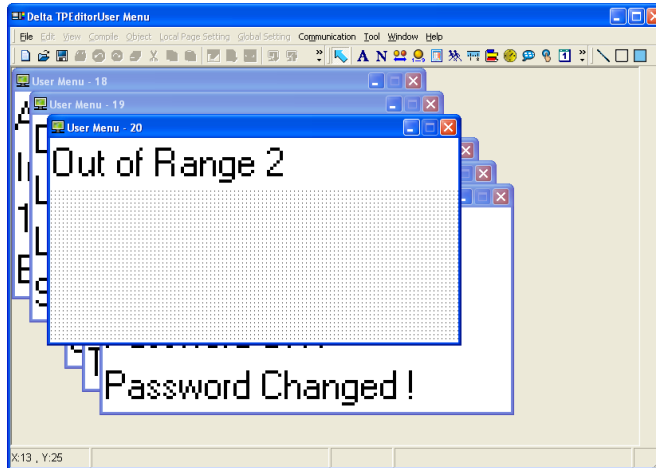 Delta TPEditorUser Menu
File Edit View Compile Object Local Page Setting Global Setting Communication Tool Window Help
A N
User Menu - 18
User Menu - 19
User Menu - 20
Out of Range 2
Password Changed !
X:13 , Y:25